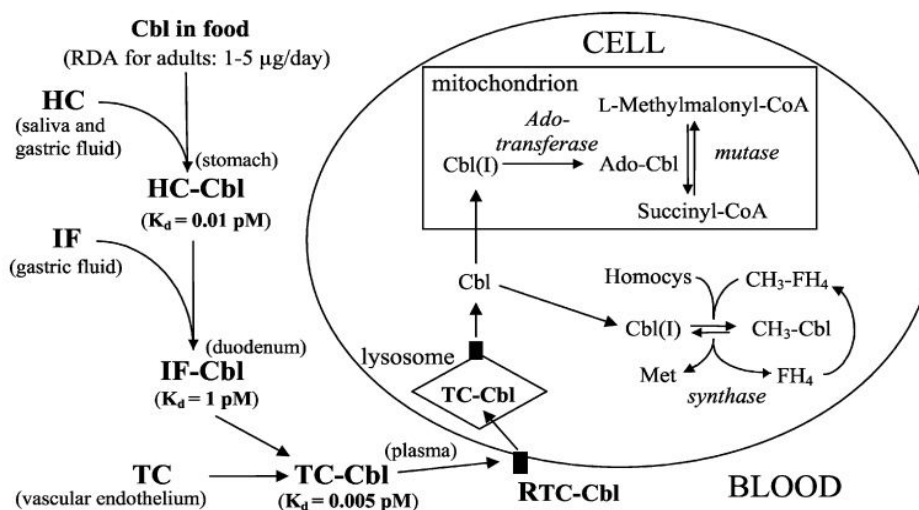 Cbl in food
(RDA for adults: 1-5 µg/day)
HC
(saliva and
gastric fluid)
(stomach)
HC-Cbl
(Kd = 0.01 pM)
IF
(gastric fluid)
(duodenum)
IF-Cbl
(Kd = 1 pM)
TC
(vascular endothelium)
TC-Cbl
(Kd = 0.005 pM)
(plasma)
RTC-Cbl
BLOOD
CELL
mitochondrion
L-Methylmalonyl-CoA
Ado-
transferase
Cbl(I)
Ado-Cbl
mutase
Succinyl-CoA
Cbl
lysosome
TC-Cbl
Homocys
CH3-FH4
Cbl(I)
CH3-Cbl
Met
FH4
synthase